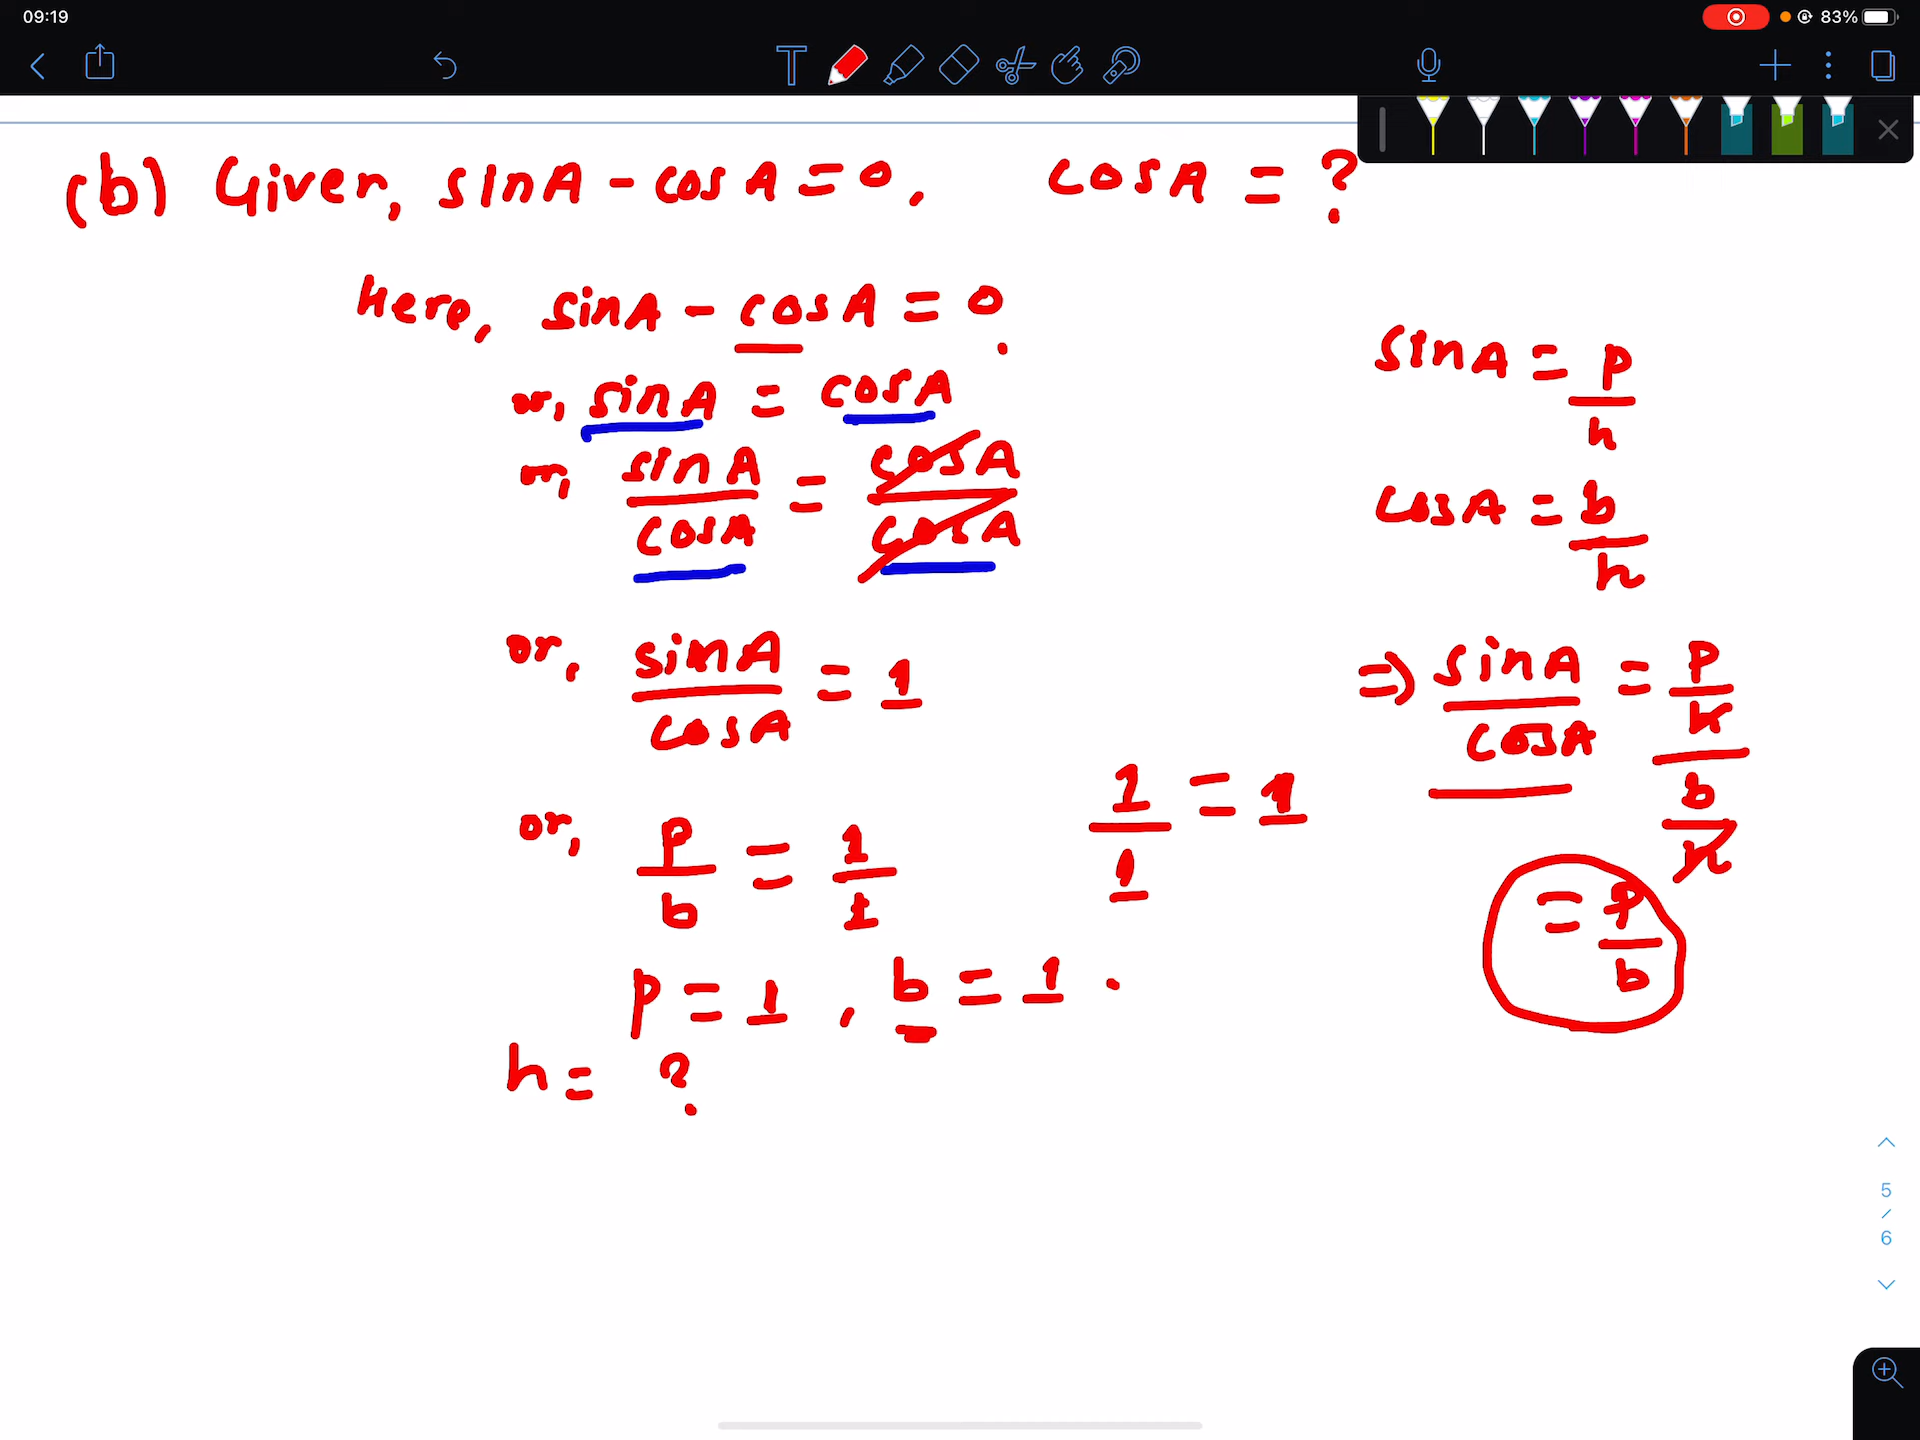 09:19
83%
(b) Given, sinA - cosA = 0, cosA = ?
Here, sinA - cosA = 0.
or, sinA = cosA
or, sinA/cosA = cosA/cosA
or, sinA/cosA = 1
or, p/b = 1/1
p = 1, b = 1.
h = ?
1/1 = 1
sinA = p/h
cosA = b/h
⇒ sinA/cosA = p/h / b/h
= p/b
5
/
6